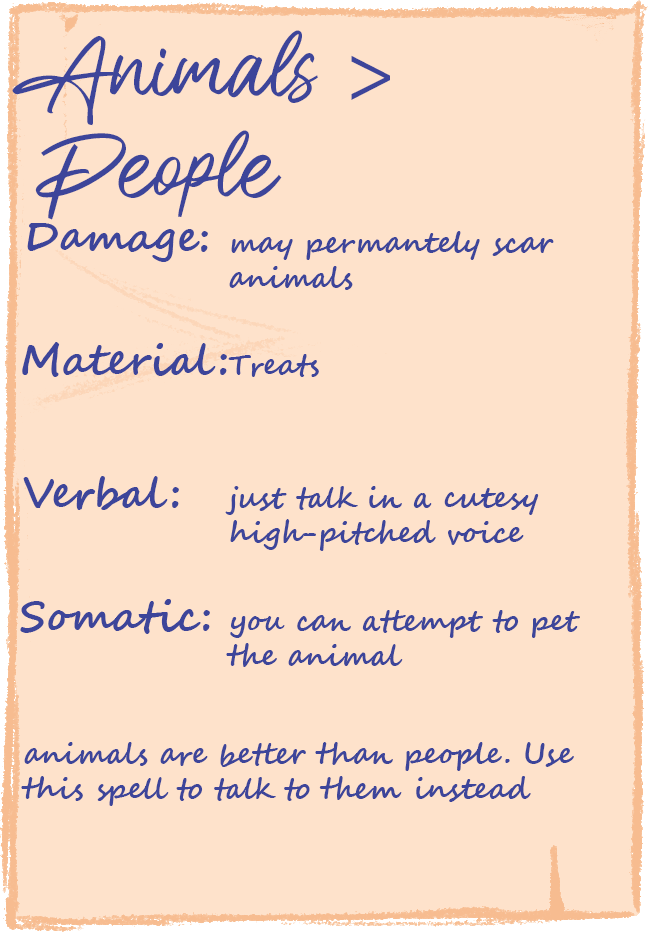 Animals >
People
Damage: may permantely scar
animals
Material: Treats
Verbal: just talk in a cutesy
high-pitched voice
Somatic: you can attempt to pet
the animal
animals are better than people. Use
this spell to talk to them instead